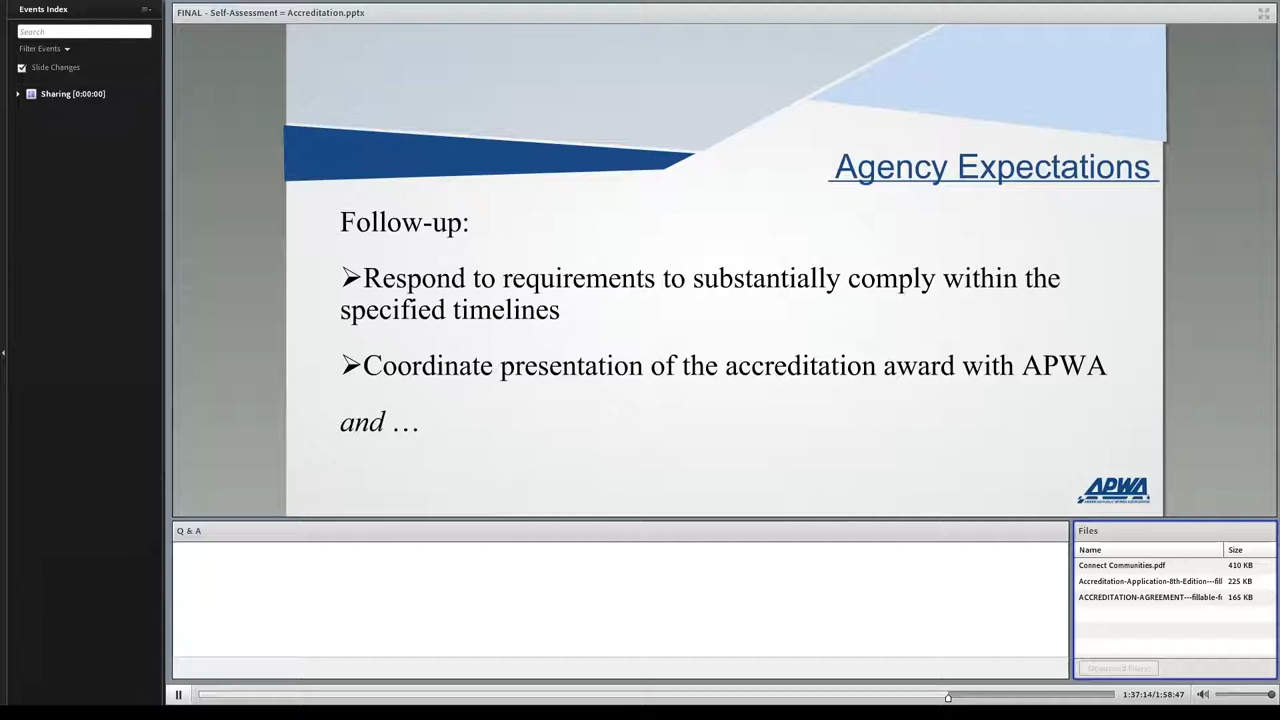 Events Index
Search
Filter Events
Slide Changes
Sharing [0:00:00]
FINAL - Self-Assessment = Accreditation.pptx
Agency Expectations
Follow-up:
➢Respond to requirements to substantially comply within the
specified timelines
➢Coordinate presentation of the accreditation award with APWA
and …
APWA
Q & A
Files
Name Size
Connect Communities.pdf 410 KB
Accreditation-Application-8th-Edition---fill 225 KB
ACCREDITATION-AGREEMENT---fillable-f 165 KB
1:37:14/1:58:47